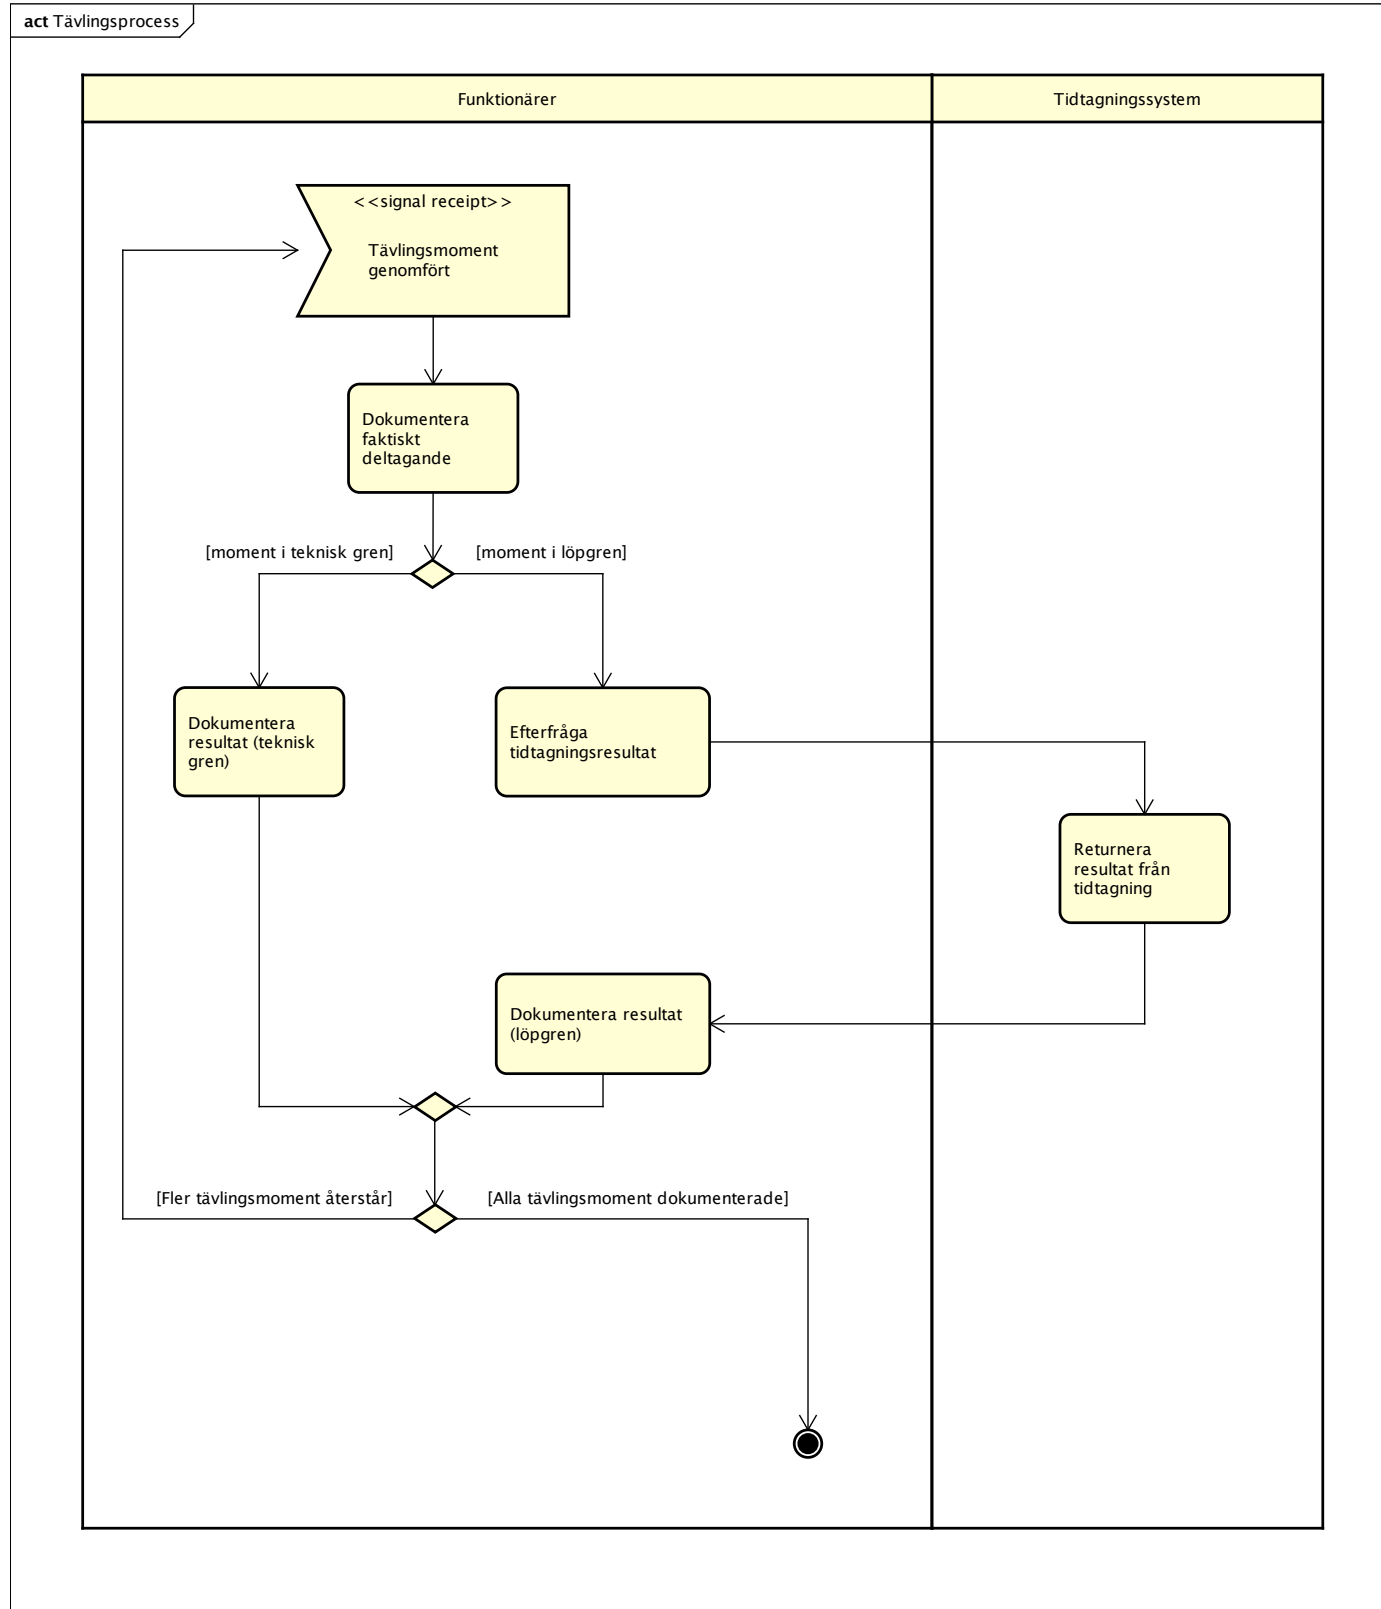 act Tävlingsprocess
Funktionärer
Tidtagningssystem
<<signal receipt>>
Tävlingsmoment
genomfört
Dokumentera
faktiskt
deltagande
[moment i teknisk gren]
[moment i löpgren]
Dokumentera
resultat (teknisk
gren)
Efterfråga
tidtagningsresultat
Returnera
resultat från
tidtagning
Dokumentera resultat
(löpgren)
[Fler tävlingsmoment återstår]
[Alla tävlingsmoment dokumenterade]